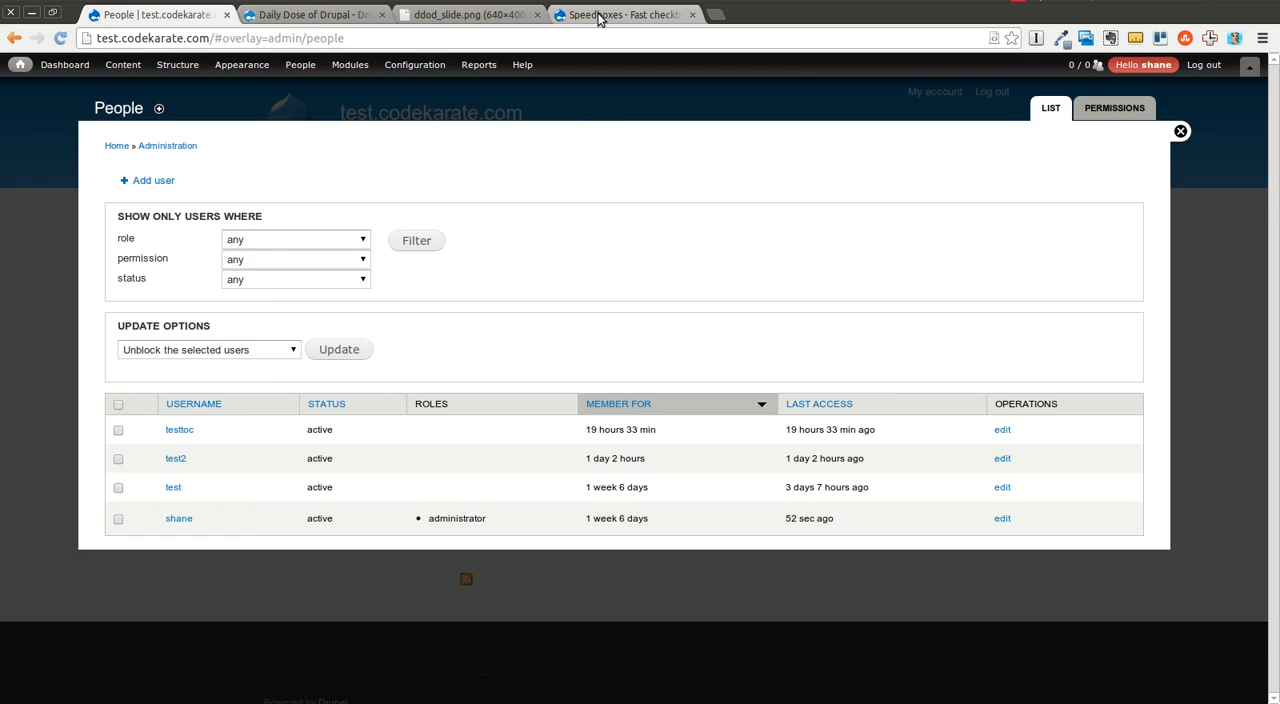 People | test.codekarate.
Daily Dose of Drupal - Dr
ddod_slide.png (640×400
Speedboxes - Fast checkb
test.codekarate.com/#overlay=admin/people
Dashboard Content Structure Appearance People Modules Configuration Reports Help
0 / 0 Hello shane Log out
My account Log out
People
test.codekarate.com
LIST PERMISSIONS
Home » Administration
Add user
SHOW ONLY USERS WHERE
role any Filter
permission any
status any
UPDATE OPTIONS
Unblock the selected users Update
USERNAME STATUS ROLES MEMBER FOR LAST ACCESS OPERATIONS
testtoc active 19 hours 33 min 19 hours 33 min ago edit
test2 active 1 day 2 hours 1 day 2 hours ago edit
test active 1 week 6 days 3 days 7 hours ago edit
shane active • administrator 1 week 6 days 52 sec ago edit
Powered by Drupal